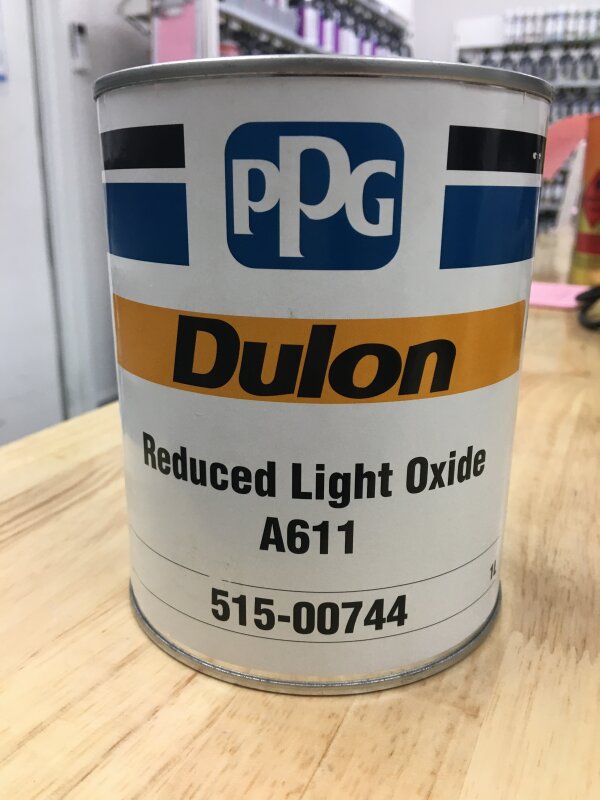 PPG
Dulon
Reduced Light Oxide
A611
1L
515-00744